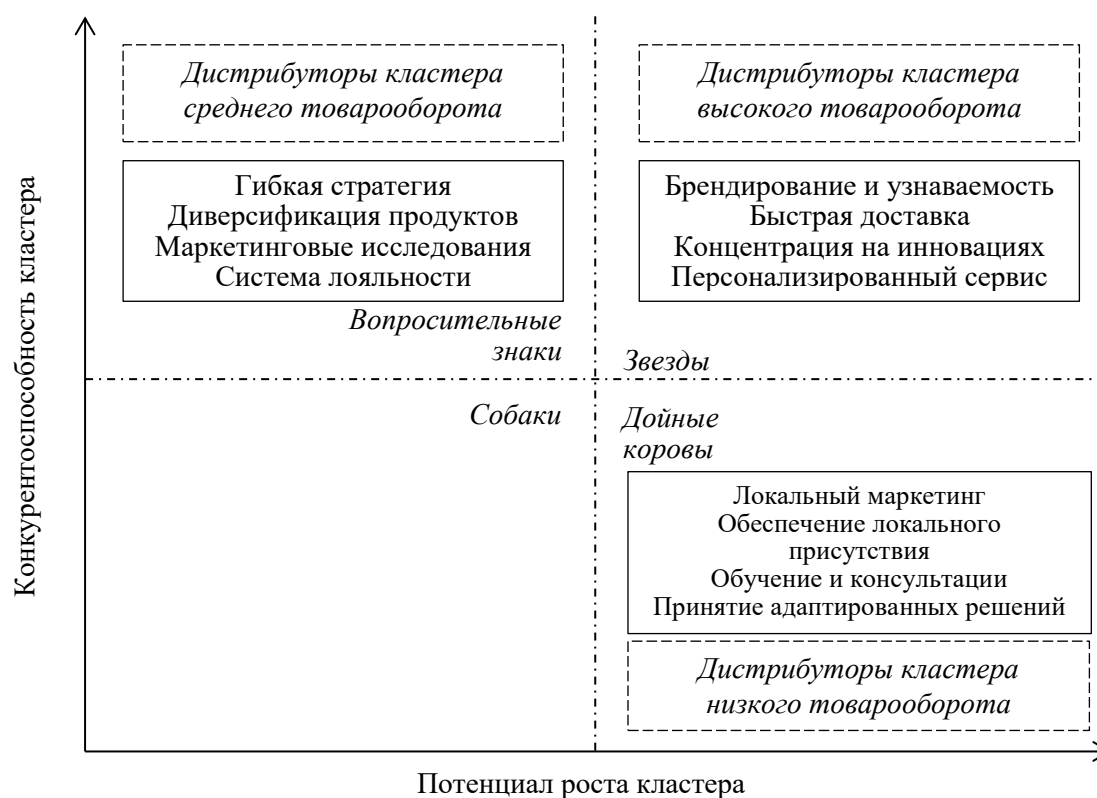 Конкурентоспособность кластера
Дистрибуторы кластера
среднего товарооборота
Гибкая стратегия
Диверсификация продуктов
Маркетинговые исследования
Система лояльности
Вопросительные
знаки
Дистрибуторы кластера
высокого товарооборота
Брендирование и узнаваемость
Быстрая доставка
Концентрация на инновациях
Персонализированный сервис
Звезды
Собаки
Дойные
коровы
Локальный маркетинг
Обеспечение локального
присутствия
Обучение и консультации
Принятие адаптированных решений
Дистрибуторы кластера
низкого товарооборота
Потенциал роста кластера